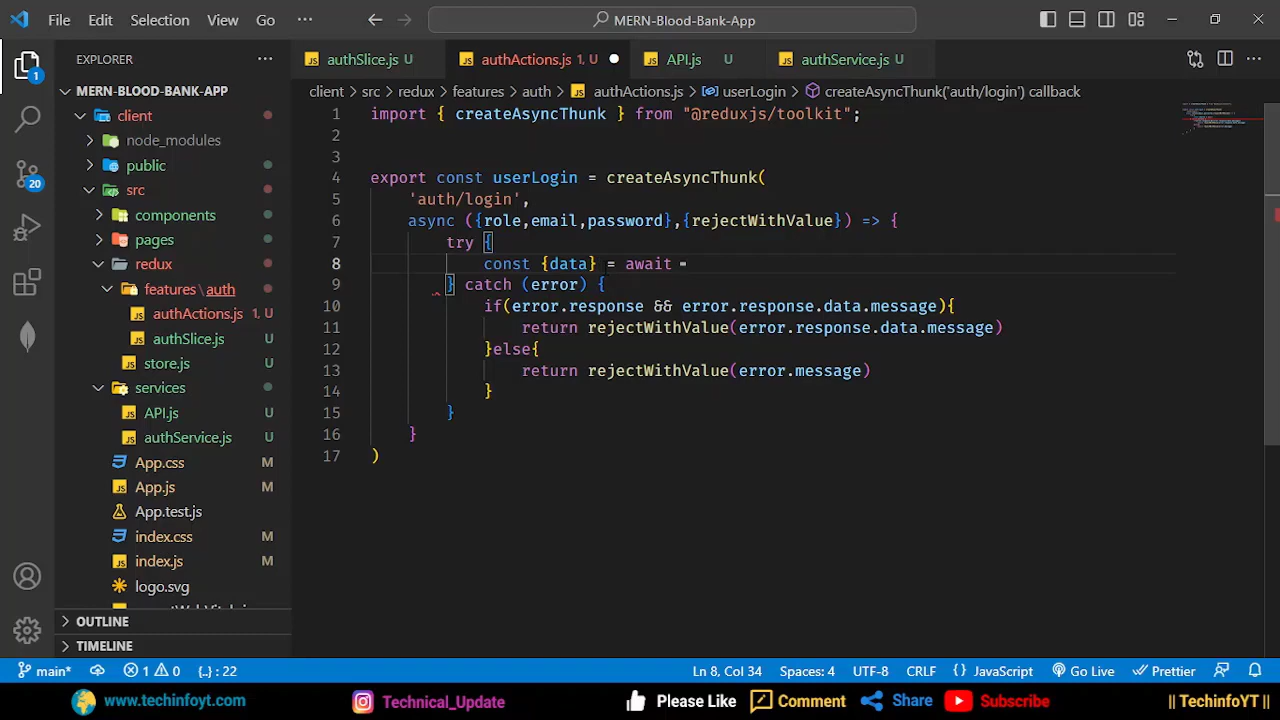 File Edit Selection View Go ··· MERN-Blood-Bank-App
EXPLORER ···
authSlice.js U authActions.js 1, U API.js U authService.js U ···
MERN-BLOOD-BANK-APP
client > src > redux > features > auth > authActions.js > userLogin > createAsyncThunk('auth/login') callback
1
client
node_modules
public
20
src
components
pages
redux
features\auth
authActions.js 1, U
authSlice.js U
store.js U
services
API.js U
authService.js U
App.css M
App.js M
App.test.js
index.css M
index.js M
logo.svg
OUTLINE
TIMELINE
1 import { createAsyncThunk } from "@reduxjs/toolkit";
2
3
4 export const userLogin = createAsyncThunk(
5 'auth/login',
6 async ({role,email,password},{rejectWithValue}) => {
7 try {
8 const {data} = await =
9 } catch (error) {
10 if(error.response && error.response.data.message){
11 return rejectWithValue(error.response.data.message)
12 }else{
13 return rejectWithValue(error.message)
14 }
15 }
16 }
17 )
main* 1 0 {..} : 22 Ln 8, Col 34 Spaces: 4 UTF-8 CRLF {} JavaScript Go Live Prettier
www.techinfoyt.com Technical_Update Please Like Comment Share Subscribe || TechinfoYT ||